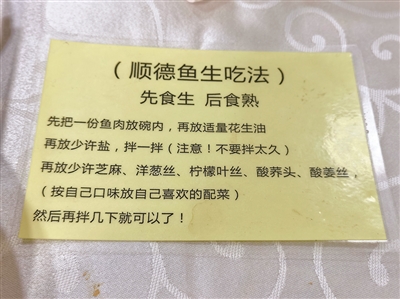 （顺德鱼生吃法）
先食生 后食熟
先把一份鱼肉放碗内，再放适量花生油
再放少许盐，拌一拌（注意！不要拌太久）
再放少许芝麻、洋葱丝、柠檬叶丝、酸荞头、酸姜丝，
（按自己口味放自己喜欢的配菜）
然后再拌几下就可以了！